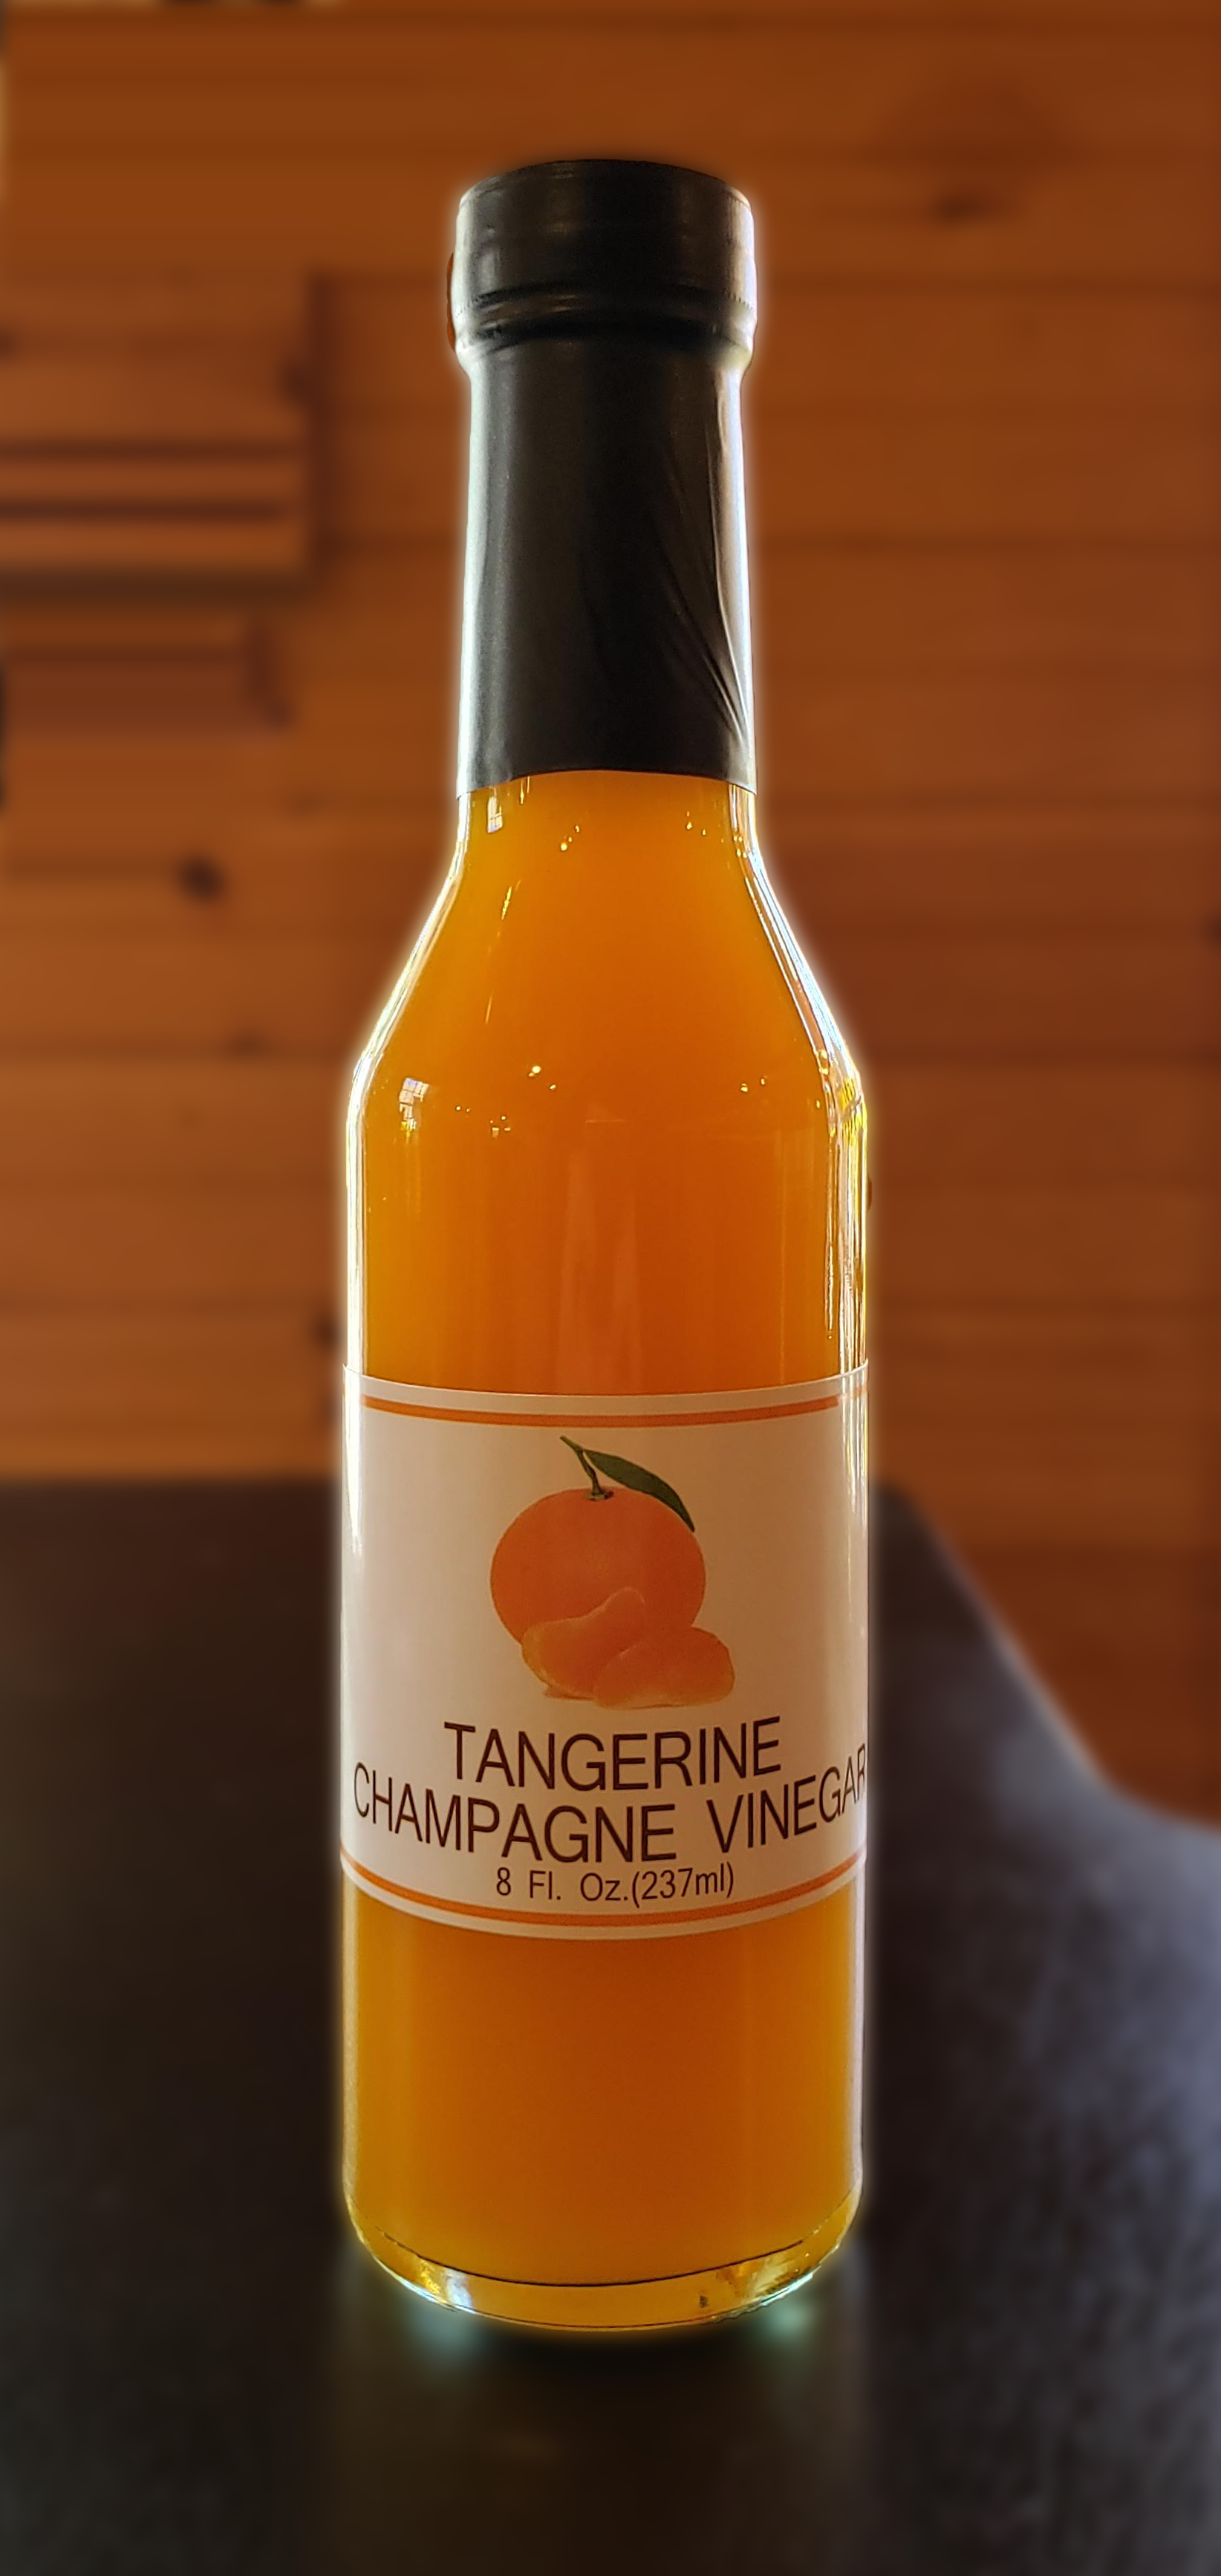 TANGERINE
CHAMPAGNE VINEGAR
8 Fl. Oz.(237ml)